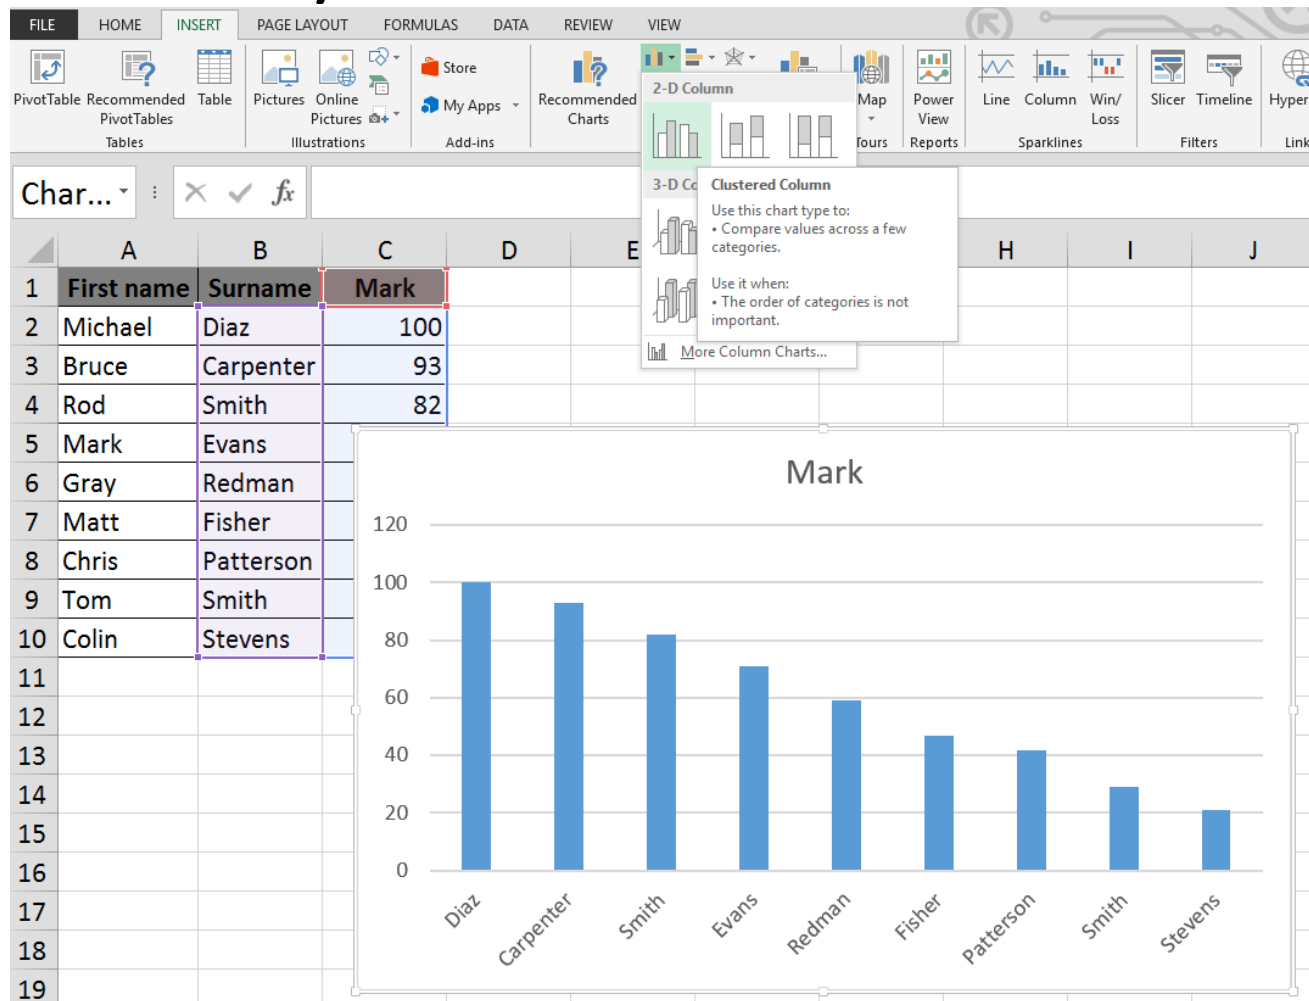 FILE HOME INSERT PAGE LAYOUT FORMULAS DATA REVIEW VIEW
PivotTable Recommended PivotTables Table
Tables
Pictures Online Pictures
Illustrations
Store
My Apps
Add-ins
Recommended Charts
Map
Tours
Power View
Reports
Line Column Win/ Loss
Sparklines
Slicer Timeline
Filters
Hyper
Link
2-D Column
3-D Co
Clustered Column
Use this chart type to:
• Compare values across a few
categories.
Use it when:
• The order of categories is not
important.
More Column Charts...
Char... fx
A B C D E H I J
1 First name Surname Mark
2 Michael Diaz 100
3 Bruce Carpenter 93
4 Rod Smith 82
5 Mark Evans
6 Gray Redman
7 Matt Fisher
8 Chris Patterson
9 Tom Smith
10 Colin Stevens
11
12
13
14
15
16
17
18
19
Mark
120
100
80
60
40
20
0
Diaz Carpenter Smith Evans Redman Fisher Patterson Smith Stevens